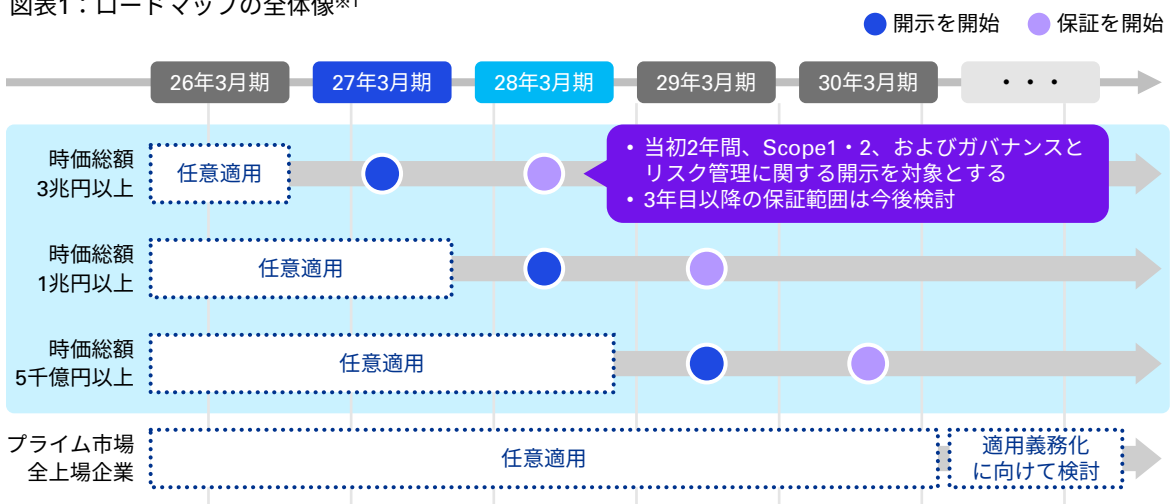 図表1：ロードマップの全体像※1
開示を開始
保証を開始
26年3月期
27年3月期
28年3月期
29年3月期
30年3月期
・・・
時価総額
3兆円以上
任意適用
• 当初2年間、Scope1・2、およびガバナンスと
リスク管理に関する開示を対象とする
• 3年目以降の保証範囲は今後検討
時価総額
1兆円以上
任意適用
時価総額
5千億円以上
任意適用
プライム市場
全上場企業
任意適用
適用義務化
に向けて検討